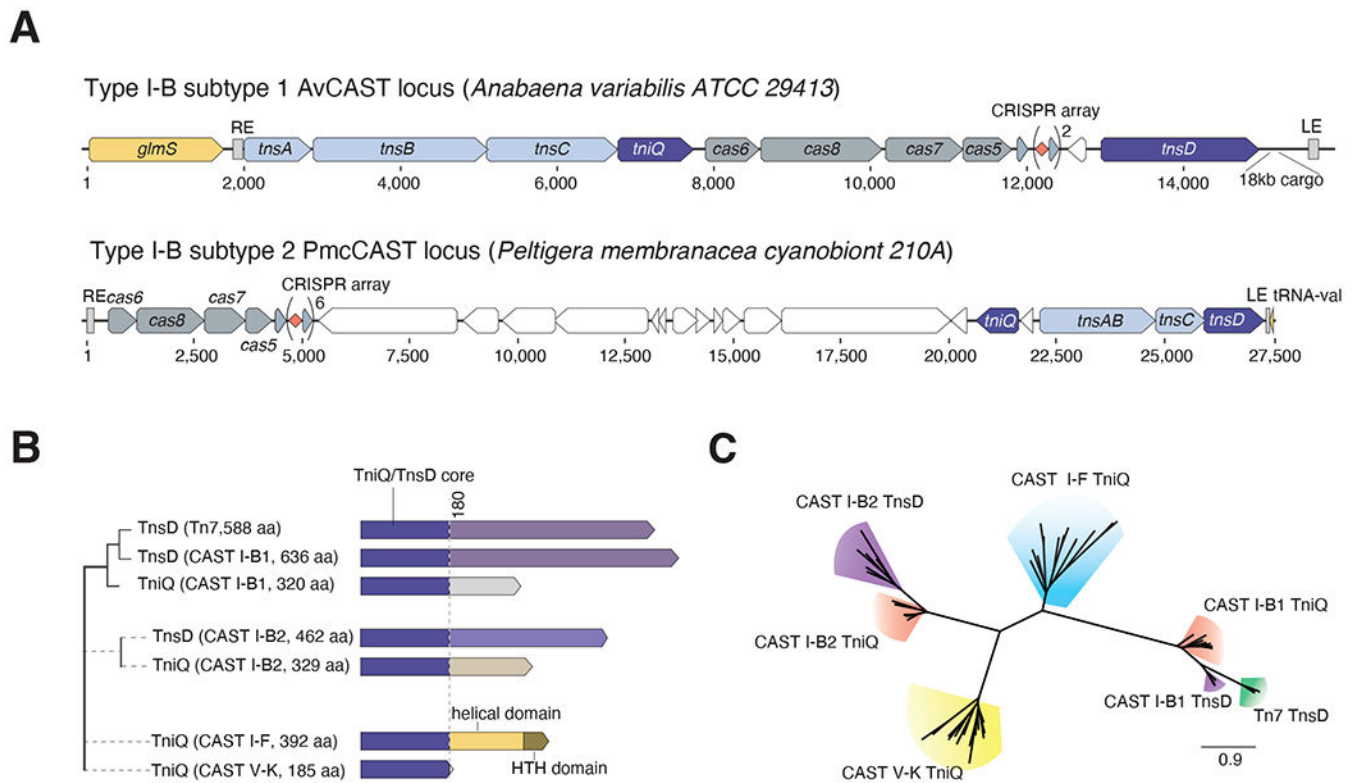 A
Type I-B subtype 1 AvCAST locus (Anabaena variabilis ATCC 29413)
CRISPR array
RE 2 LE
glmS tnsA tnsB tnsC tniQ cas6 cas8 cas7 cas5 tnsD
1 2,000 4,000 6,000 8,000 10,000 12,000 14,000 18kb cargo
Type I-B subtype 2 PmcCAST locus (Peltigera membranacea cyanobiont 210A)
RE cas6 cas7 CRISPR array LE tRNA-val
6
cas8 tniQ tnsAB tnsC tnsD
cas5
1 2,500 5,000 7,500 10,000 12,500 15,000 17,500 20,000 22,500 25,000 27,500
B
TniQ/TnsD core
180
TnsD (Tn7,588 aa)
TnsD (CAST I-B1, 636 aa)
TniQ (CAST I-B1, 320 aa)
TnsD (CAST I-B2, 462 aa)
TniQ (CAST I-B2, 329 aa)
helical domain
TniQ (CAST I-F, 392 aa)
HTH domain
TniQ (CAST V-K, 185 aa)
C
CAST I-F TniQ
CAST I-B2 TnsD
CAST I-B1 TniQ
CAST I-B2 TniQ
CAST I-B1 TnsD
Tn7 TnsD
0.9
CAST V-K TniQ